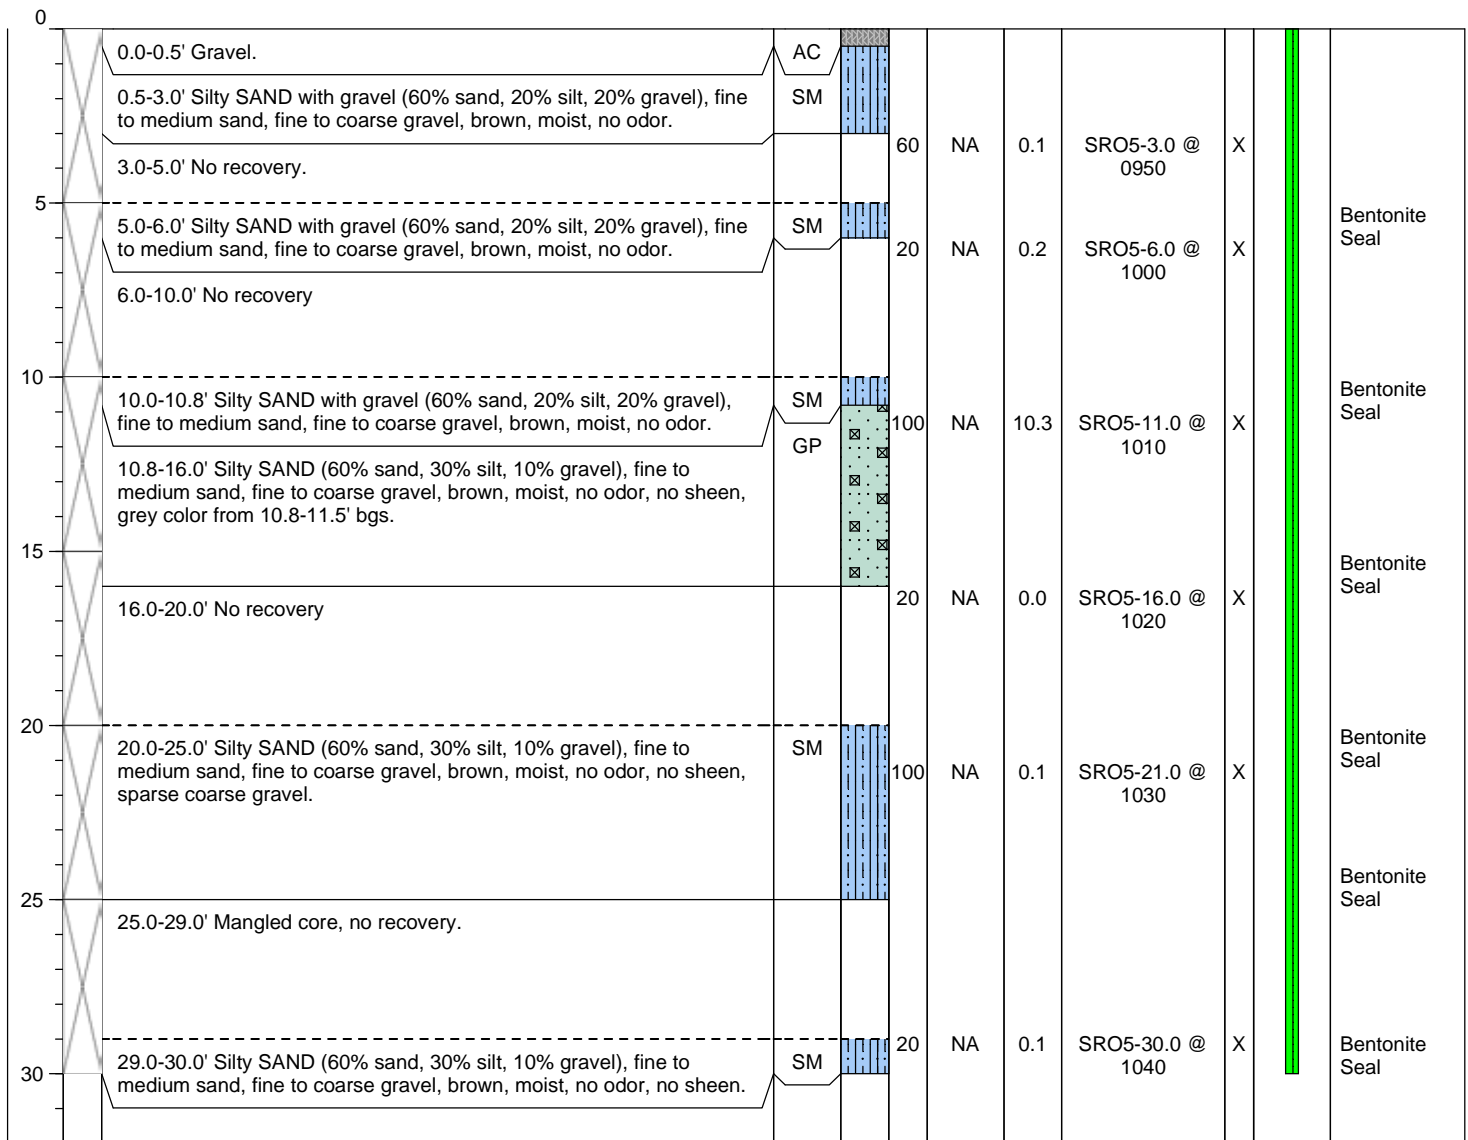 0
0.0-0.5' Gravel.
AC
0.5-3.0' Silty SAND with gravel (60% sand, 20% silt, 20% gravel), fine
to medium sand, fine to coarse gravel, brown, moist, no odor.
SM
3.0-5.0' No recovery.
60
NA
0.1
SRO5-3.0 @
0950
X
5
5.0-6.0' Silty SAND with gravel (60% sand, 20% silt, 20% gravel), fine
to medium sand, fine to coarse gravel, brown, moist, no odor.
SM
20
NA
0.2
SRO5-6.0 @
1000
X
Bentonite
Seal
6.0-10.0' No recovery
10
10.0-10.8' Silty SAND with gravel (60% sand, 20% silt, 20% gravel),
fine to medium sand, fine to coarse gravel, brown, moist, no odor.
SM
100
NA
10.3
SRO5-11.0 @
1010
X
Bentonite
Seal
GP
10.8-16.0' Silty SAND (60% sand, 30% silt, 10% gravel), fine to
medium sand, fine to coarse gravel, brown, moist, no odor, no sheen,
grey color from 10.8-11.5' bgs.
15
Bentonite
Seal
16.0-20.0' No recovery
20
NA
0.0
SRO5-16.0 @
1020
X
20
20.0-25.0' Silty SAND (60% sand, 30% silt, 10% gravel), fine to
medium sand, fine to coarse gravel, brown, moist, no odor, no sheen,
sparse coarse gravel.
SM
100
NA
0.1
SRO5-21.0 @
1030
X
Bentonite
Seal
25
Bentonite
Seal
25.0-29.0' Mangled core, no recovery.
29.0-30.0' Silty SAND (60% sand, 30% silt, 10% gravel), fine to
medium sand, fine to coarse gravel, brown, moist, no odor, no sheen.
SM
20
NA
0.1
SRO5-30.0 @
1040
X
Bentonite
Seal
30